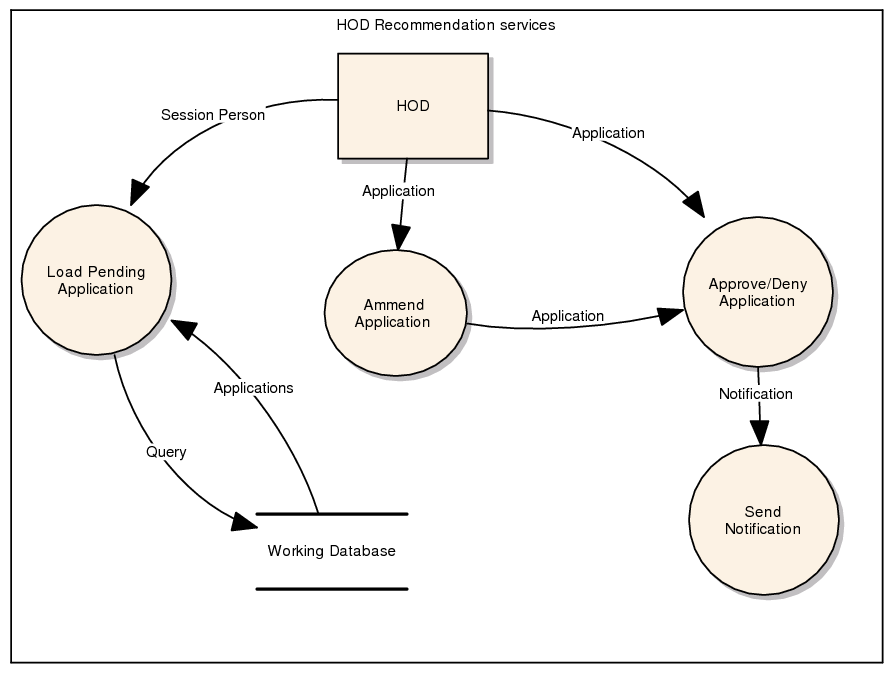 HOD Recommendation services
HOD
Session Person
Application
Application
Load Pending
Application
Ammend
Application
Approve/Deny
Application
Application
Applications
Notification
Query
Send
Notification
Working Database